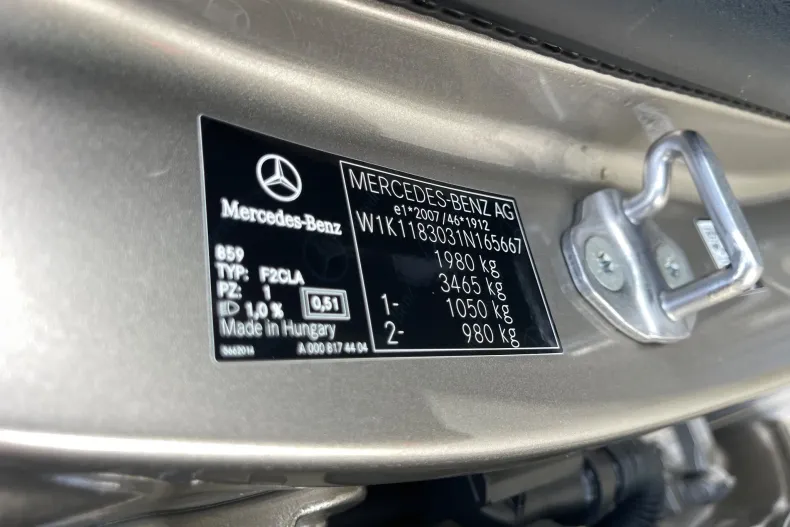 Mercedes-Benz
859
TYP: F2CLA
PZ: 1
1,0 % 0,51
Made in Hungary
A 000 817 44 04
MERCEDES-BENZ AG
e1*2007/46*1912
W1K1183031N165667
1980 kg
3465 kg
1- 1050 kg
2- 980 kg